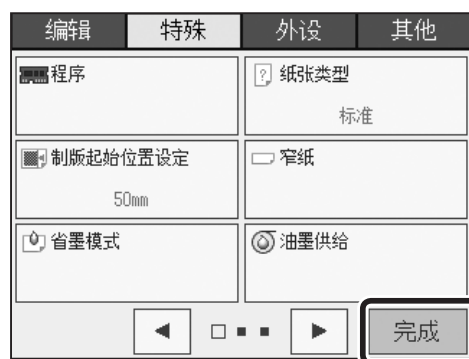 编辑 特殊 外设 其他
程序 纸张类型
标准
制版起始位置设定 窄纸
50mm
省墨模式 油墨供给
完成